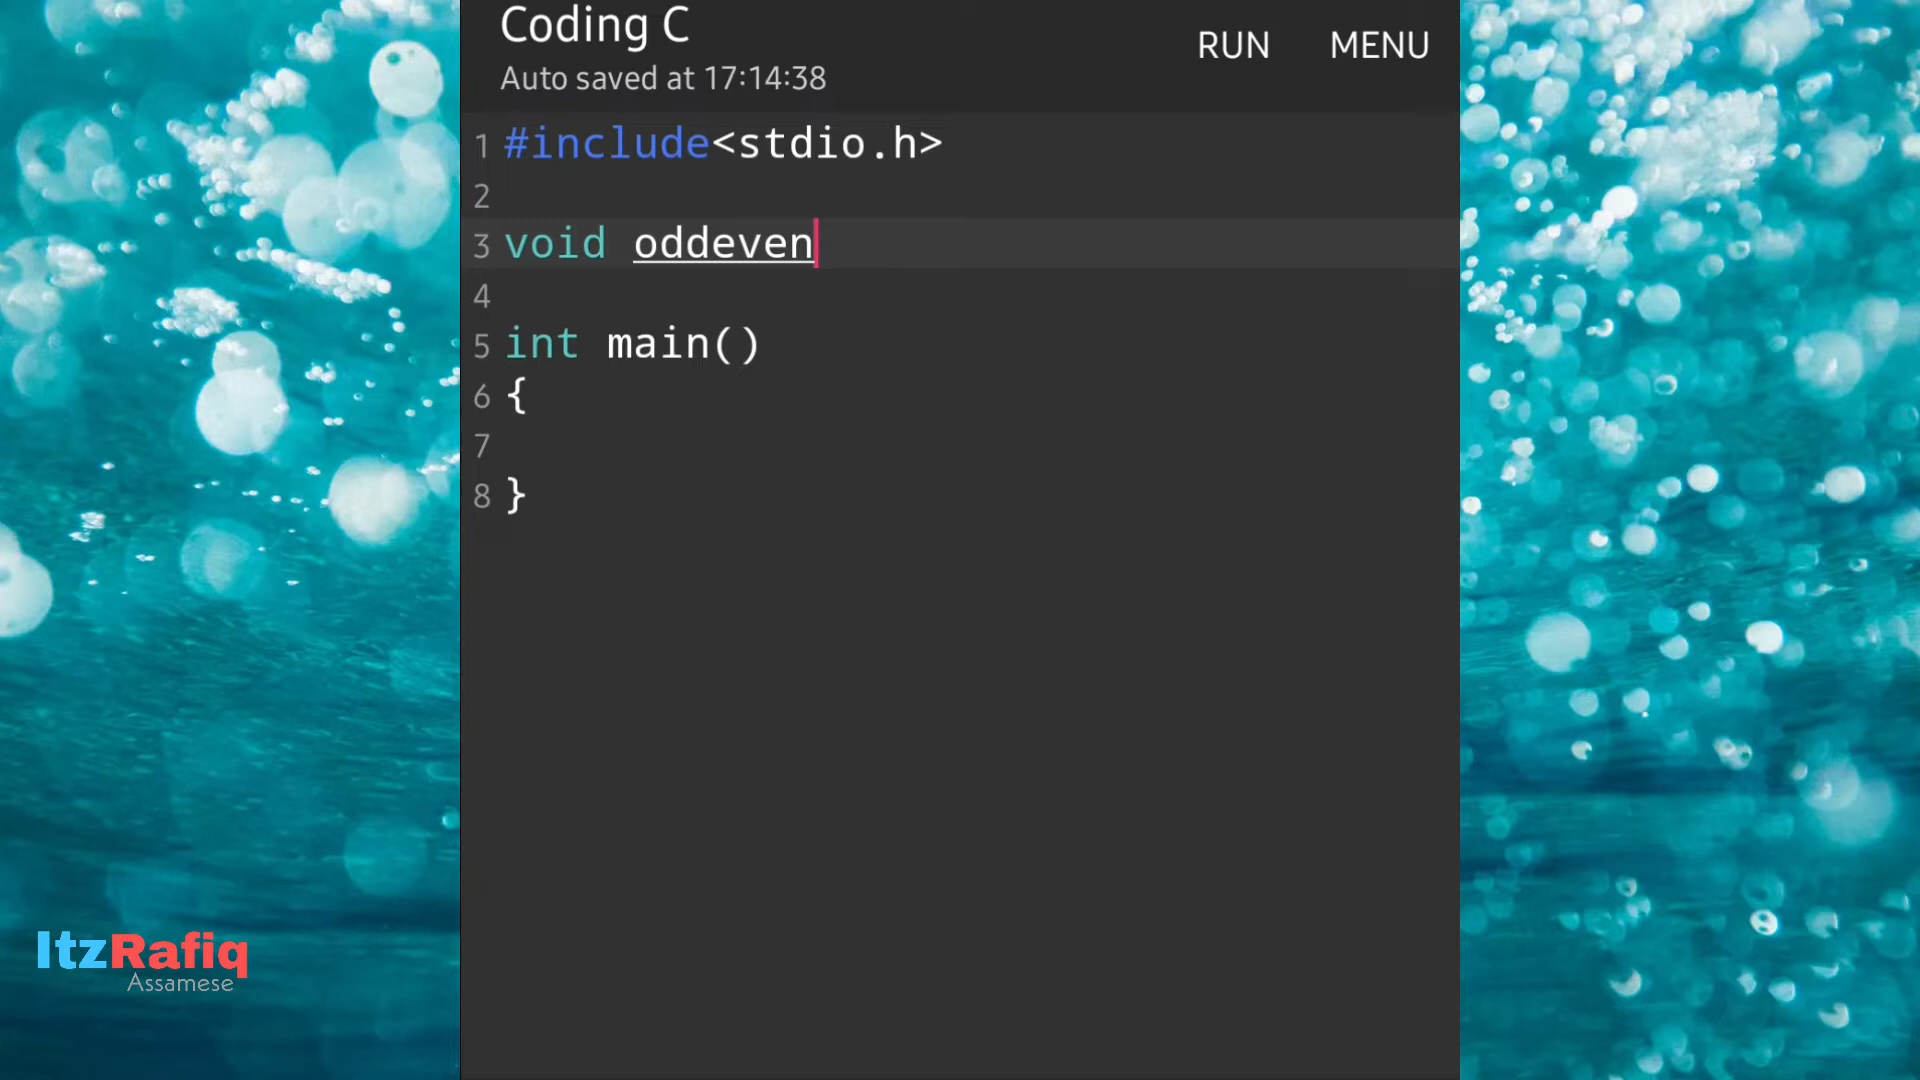 Coding C
Auto saved at 17:14:38
RUN MENU
1 #include<stdio.h>
2
3 void oddeven
4
5 int main()
6 {
7
8 }
ItzRafiq
Assamese